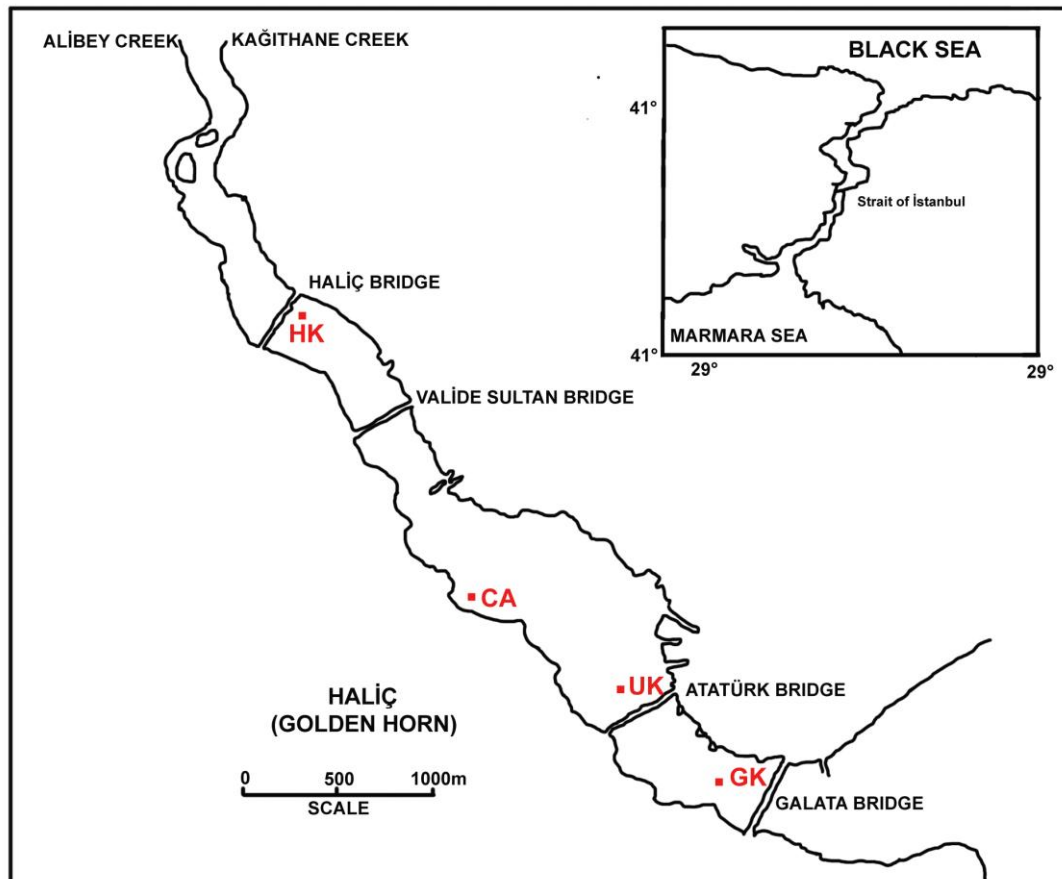 ALİBEY CREEK
KAĞITHANE CREEK
BLACK SEA
41°
Strait of İstanbul
MARMARA SEA
41°
29°
29°
HALİÇ BRIDGE
HK
VALİDE SULTAN BRIDGE
CA
UK
ATATÜRK BRIDGE
HALİÇ
(GOLDEN HORN)
GK
GALATA BRIDGE
0 500 1000m
SCALE